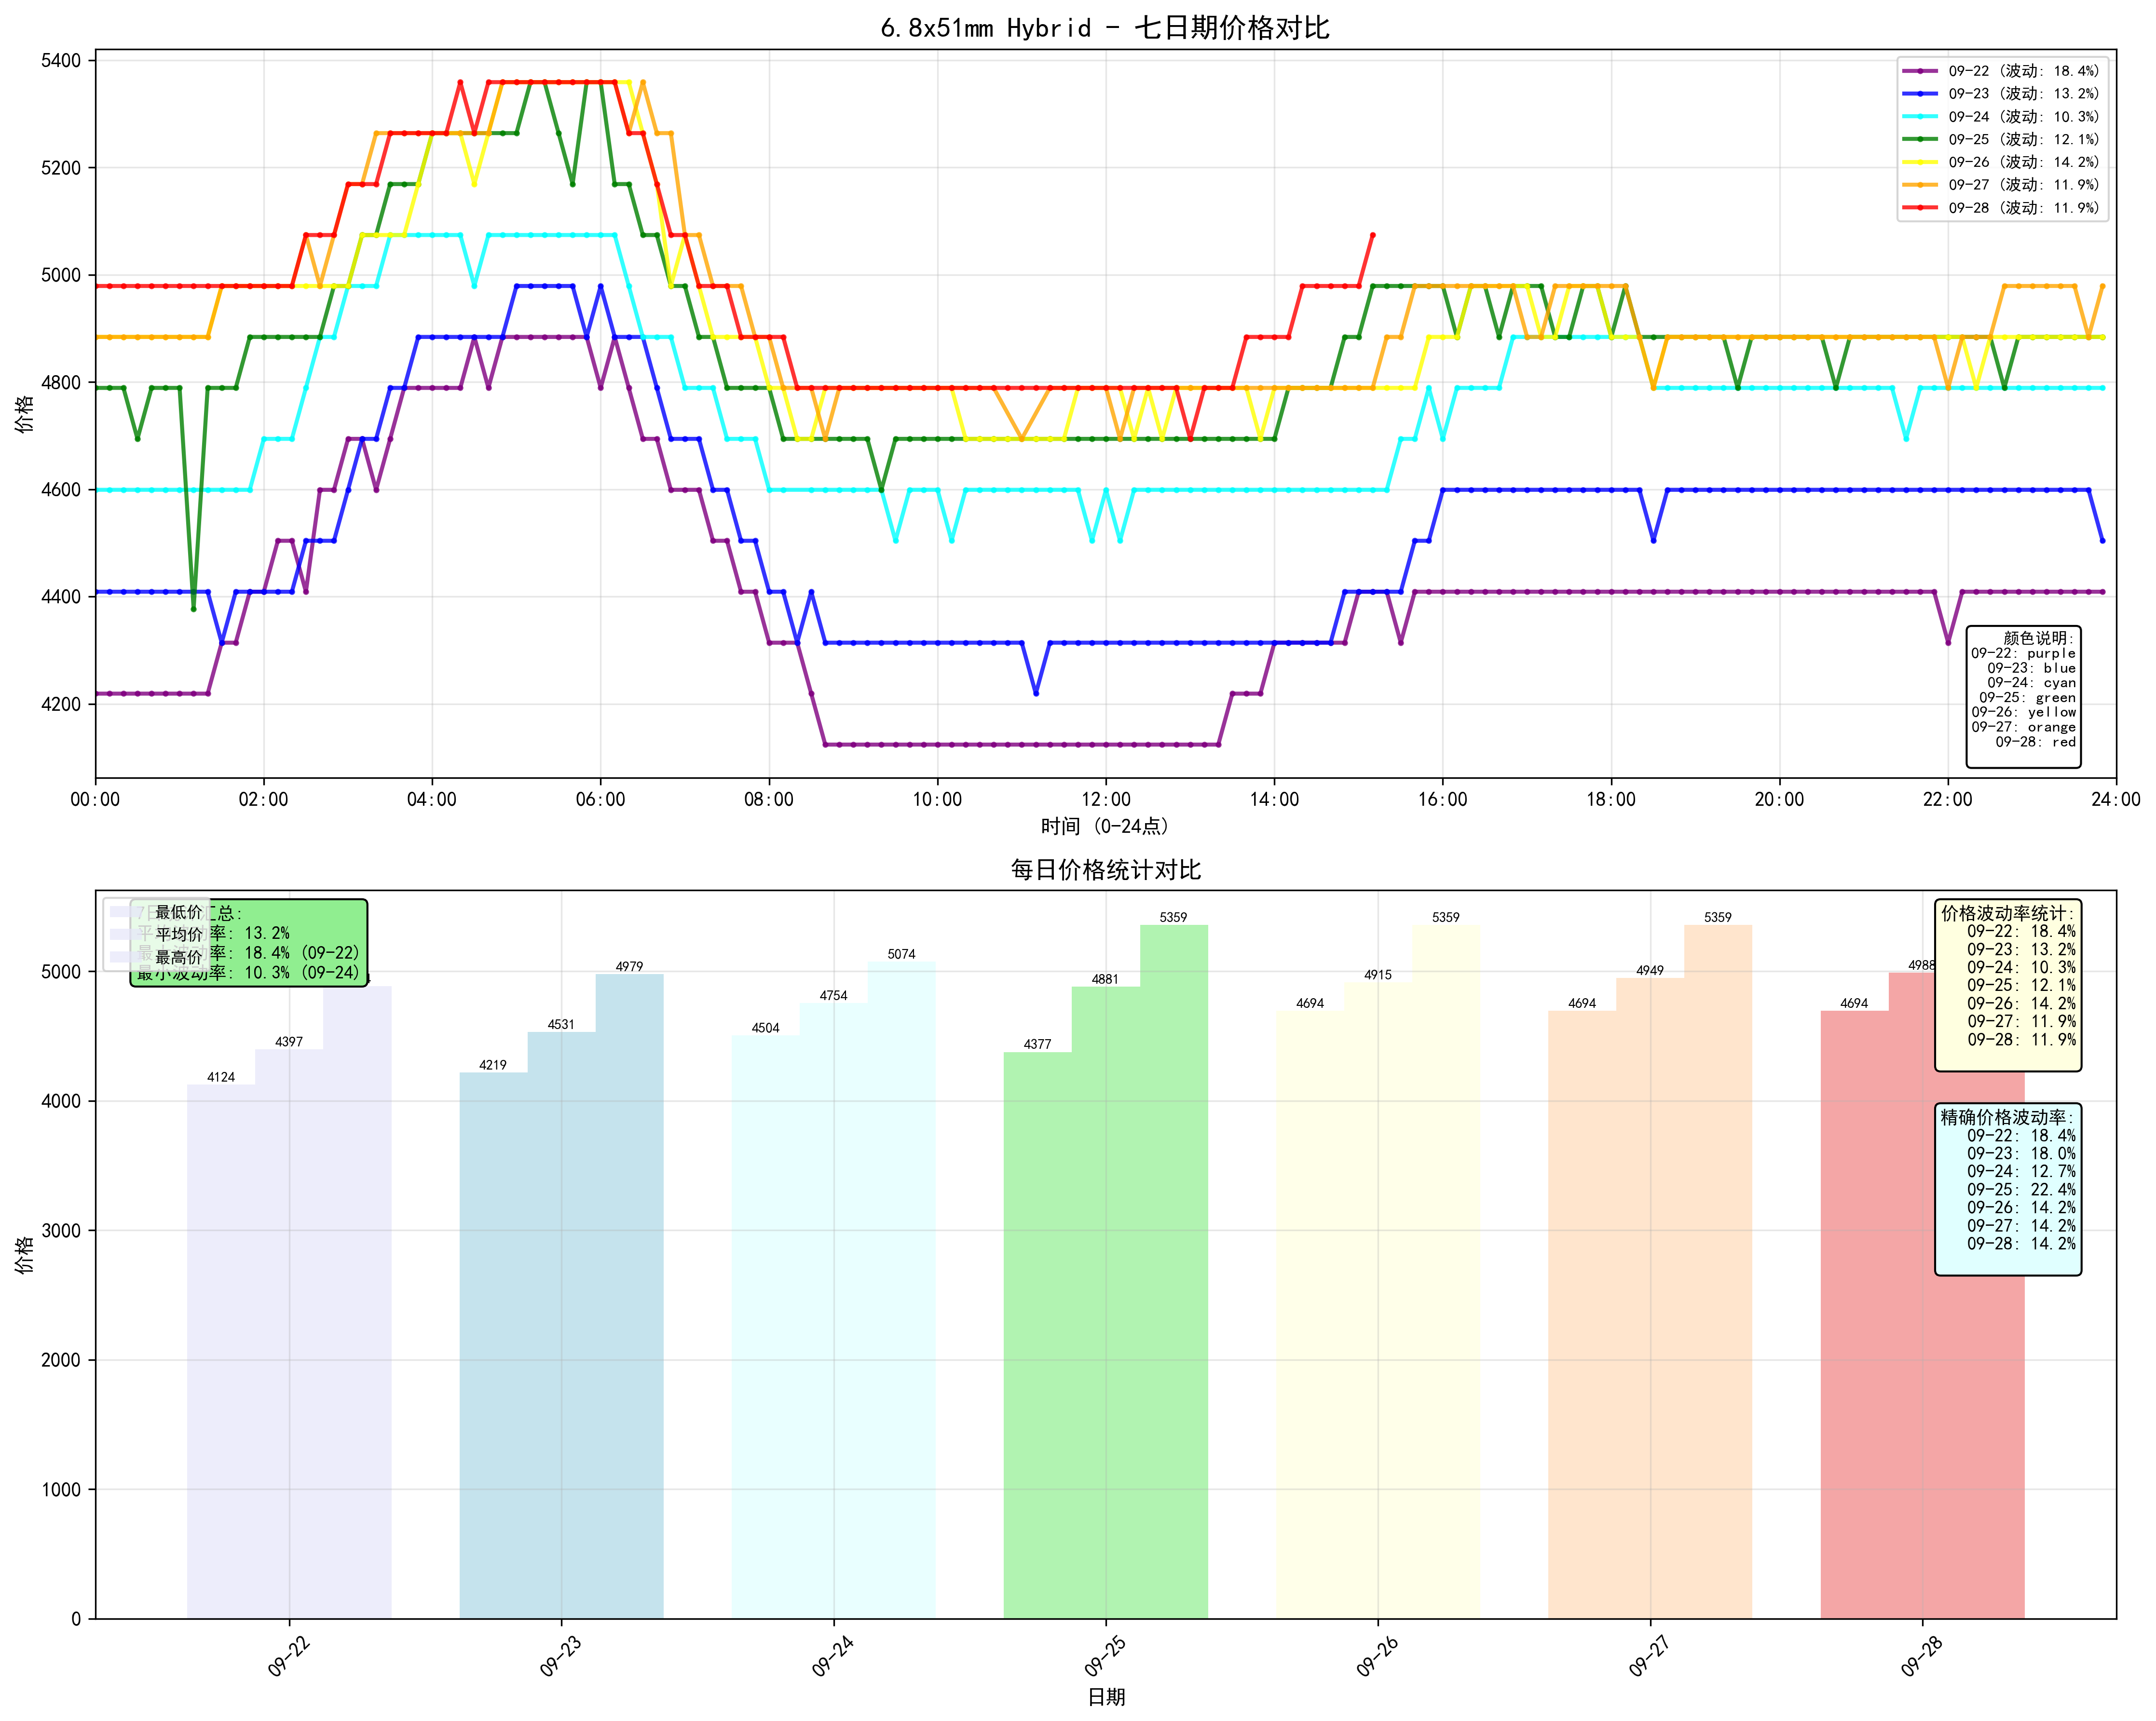 6.8x51mm Hybrid - 七日期价格对比
5400
5200
5000
4800
4600
4400
4200
价格
09-22 (波动: 18.4%)
09-23 (波动: 13.2%)
09-24 (波动: 10.3%)
09-25 (波动: 12.1%)
09-26 (波动: 14.2%)
09-27 (波动: 11.9%)
09-28 (波动: 11.9%)
颜色说明:
09-22: purple
09-23: blue
09-24: cyan
09-25: green
09-26: yellow
09-27: orange
09-28: red
00:00 02:00 04:00 06:00 08:00 10:00 12:00 14:00 16:00 18:00 20:00 22:00 24:00
时间 (0-24点)
每日价格统计对比
最低价
平均价
最高价
汇总:
率: 13.2%
率: 18.4% (09-22)
最小波动率: 10.3% (09-24)
5000
4000
3000
2000
1000
0
价格
4124 4397
4219 4531 4979
4504 4754 5074
4377 4881 5359
4694 4915 5359
4694 4949 5359
4694 4988
价格波动率统计:
09-22: 18.4%
09-23: 13.2%
09-24: 10.3%
09-25: 12.1%
09-26: 14.2%
09-27: 11.9%
09-28: 11.9%
精确价格波动率:
09-22: 18.4%
09-23: 18.0%
09-24: 12.7%
09-25: 22.4%
09-26: 14.2%
09-27: 14.2%
09-28: 14.2%
09-22 09-23 09-24 09-25 09-26 09-27 09-28
日期